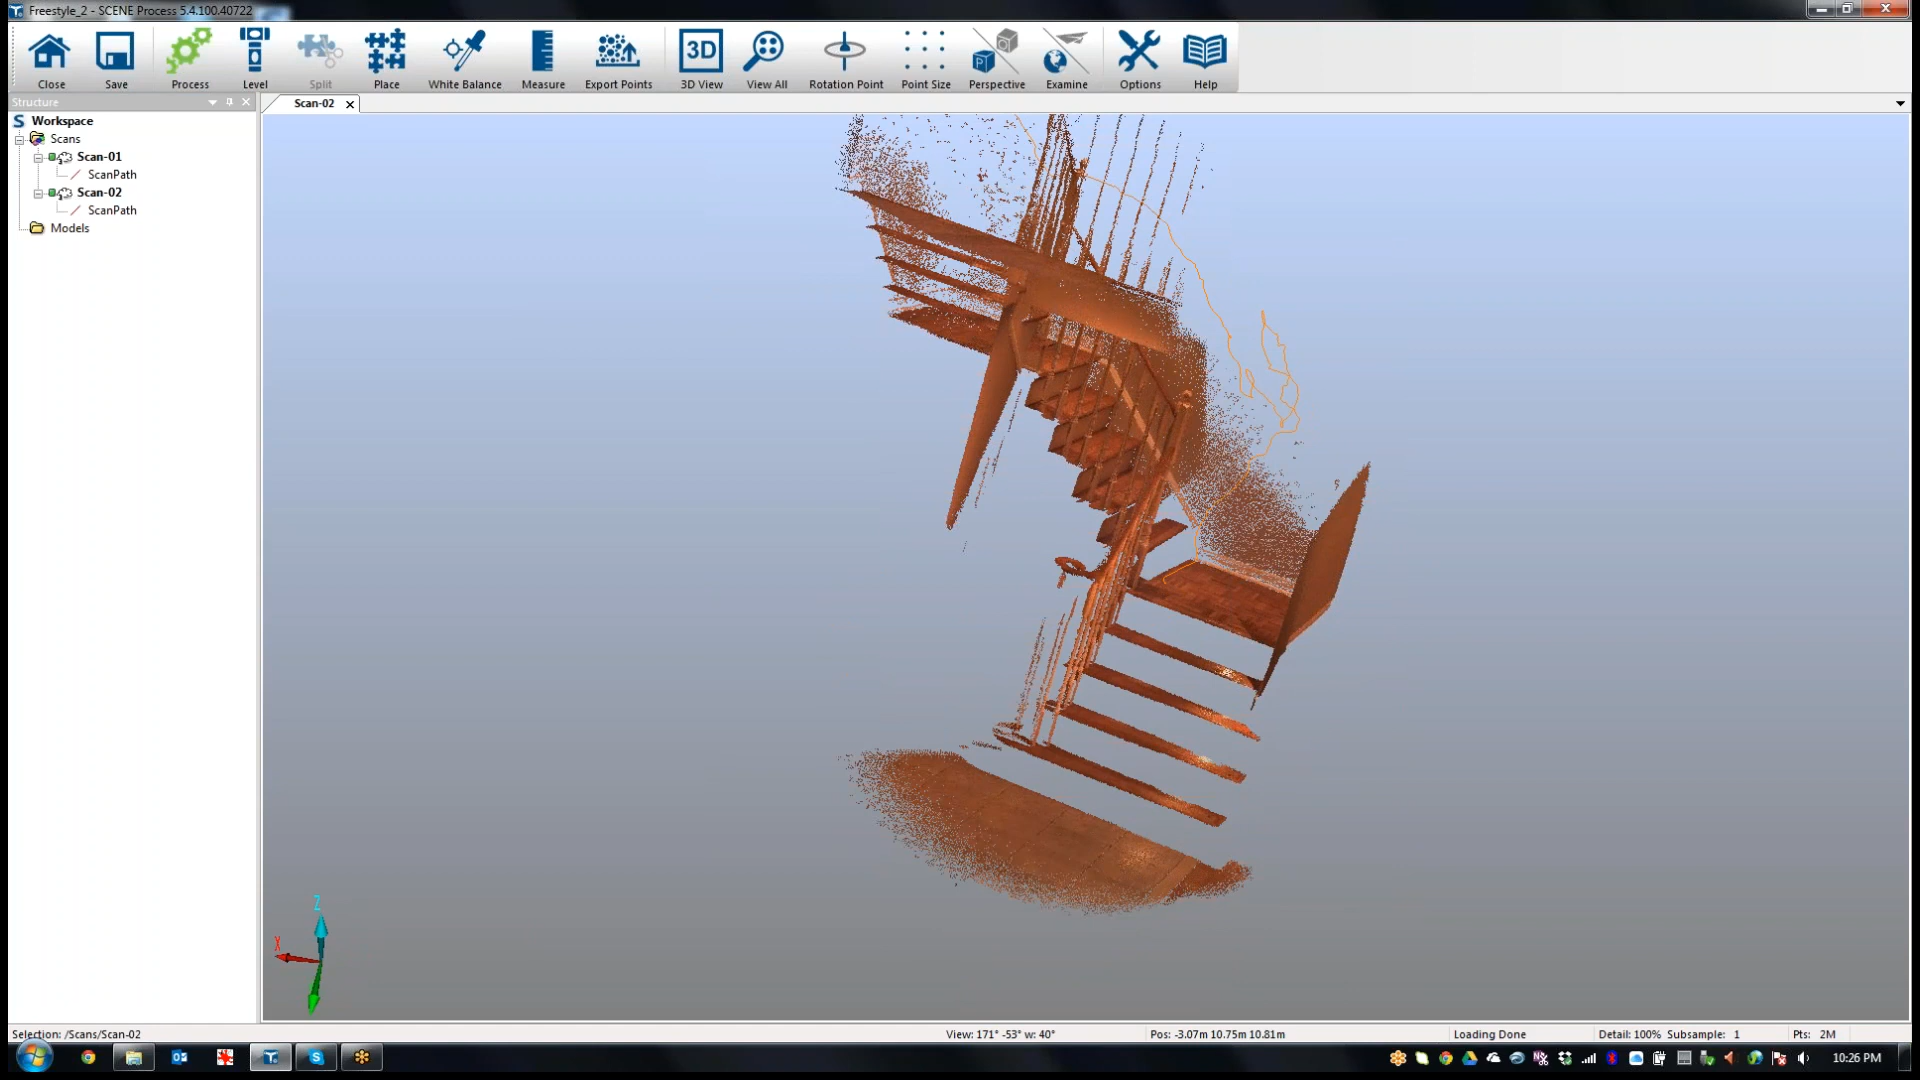 Freestyle_2 - SCENE Process 5.4.100.40722
Close Save Process Level Split Place White Balance Measure Export Points 3D 3D View View All Rotation Point Point Size Perspective Examine Options Help
Structure
Scan-02
S Workspace
Scans
Scan-01
ScanPath
Scan-02
ScanPath
Models
Z
X
Selection: /Scans/Scan-02 View: 171° -53° w: 40° Pos: -3.07m 10.75m 10.81m Loading Done Detail: 100% Subsample: 1 Pts: 2M
10:26 PM